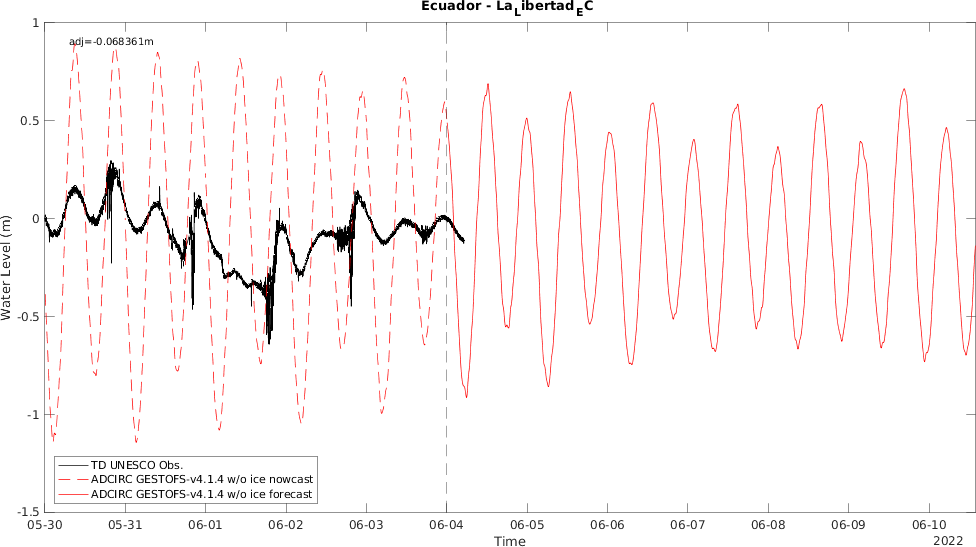 Ecuador - LaLibertadEC
adj=-0.068361m
1
0.5
0
-0.5
-1
-1.5
Water Level (m)
TD UNESCO Obs.
ADCIRC GESTOFS-v4.1.4 w/o ice nowcast
ADCIRC GESTOFS-v4.1.4 w/o ice forecast
05-30 05-31 06-01 06-02 06-03 06-04 06-05 06-06 06-07 06-08 06-09 06-10
Time
2022